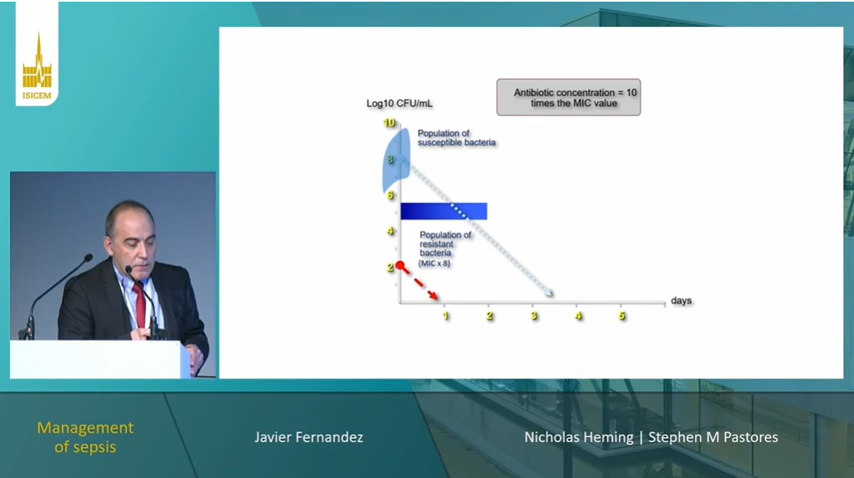 ISICEM
Antibiotic concentration = 10
times the MIC value
Log10 CFU/mL
10
8
6
4
2
Population of
susceptible bacteria
Population of
resistant
bacteria
(MIC x 8)
1
2
3
4
5
days
Management
of sepsis
Javier Fernandez
Nicholas Heming | Stephen M Pastores